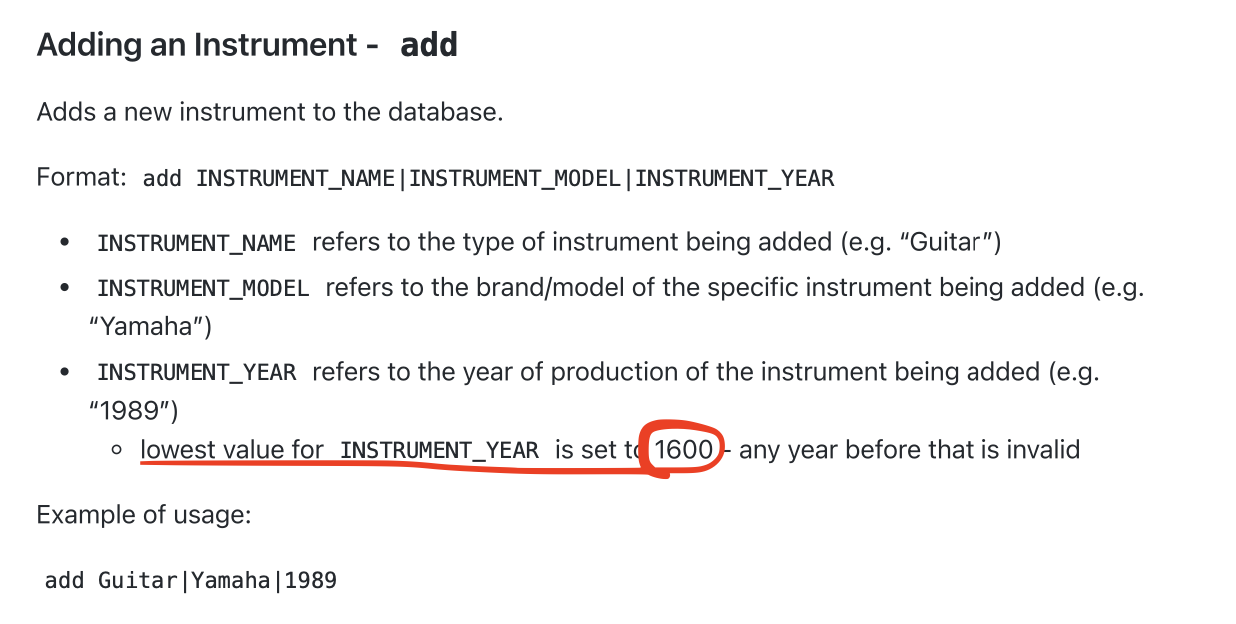 Adding an Instrument - add
Adds a new instrument to the database.
Format: add INSTRUMENT_NAME|INSTRUMENT_MODEL|INSTRUMENT_YEAR
• INSTRUMENT_NAME refers to the type of instrument being added (e.g. “Guitar”)
• INSTRUMENT_MODEL refers to the brand/model of the specific instrument being added (e.g.
“Yamaha”)
• INSTRUMENT_YEAR refers to the year of production of the instrument being added (e.g.
“1989”)
◦ lowest value for INSTRUMENT_YEAR is set to 1600 - any year before that is invalid
Example of usage:
add Guitar|Yamaha|1989